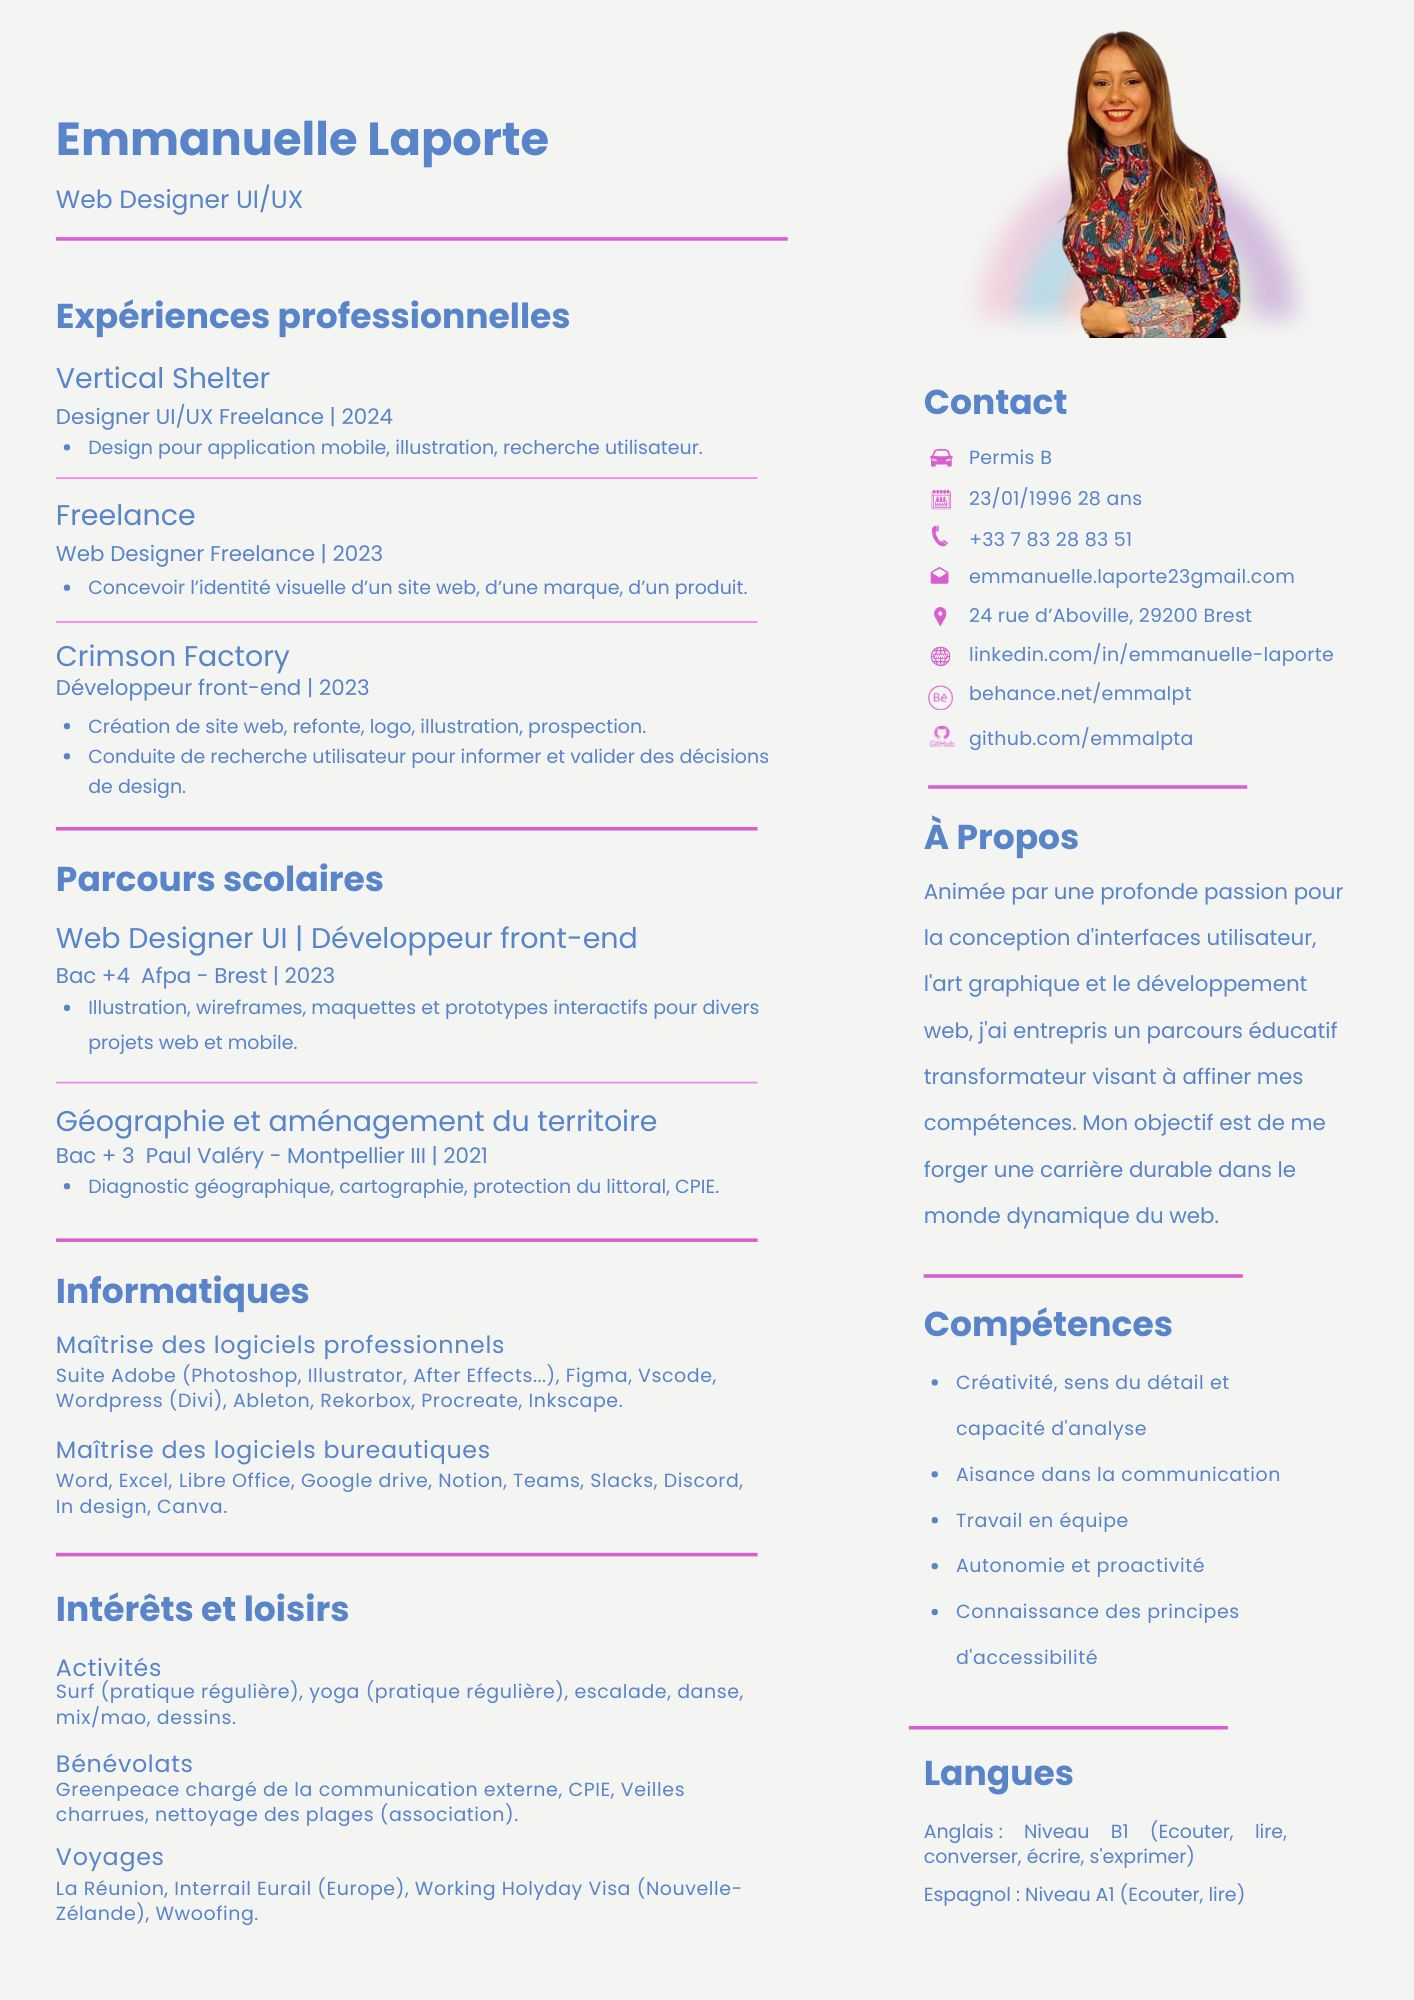 Emmanuelle Laporte
Web Designer UI/UX
Expériences professionnelles
Vertical Shelter
Designer UI/UX Freelance | 2024
• Design pour application mobile, illustration, recherche utilisateur.
Freelance
Web Designer Freelance | 2023
• Concevoir l’identité visuelle d’un site web, d’une marque, d’un produit.
Crimson Factory
Développeur front-end | 2023
• Création de site web, refonte, logo, illustration, prospection.
• Conduite de recherche utilisateur pour informer et valider des décisions
de design.
Parcours scolaires
Web Designer UI | Développeur front-end
Bac +4 Afpa - Brest | 2023
• Illustration, wireframes, maquettes et prototypes interactifs pour divers
projets web et mobile.
Géographie et aménagement du territoire
Bac + 3 Paul Valéry - Montpellier III | 2021
• Diagnostic géographique, cartographie, protection du littoral, CPIE.
Informatiques
Maîtrise des logiciels professionnels
Suite Adobe (Photoshop, Illustrator, After Effects...), Figma, Vscode,
Wordpress (Divi), Ableton, Rekorbox, Procreate, Inkscape.
Maîtrise des logiciels bureautiques
Word, Excel, Libre Office, Google drive, Notion, Teams, Slacks, Discord,
In design, Canva.
Intérêts et loisirs
Activités
Surf (pratique régulière), yoga (pratique régulière), escalade, danse,
mix/mao, dessins.
Bénévolats
Greenpeace chargé de la communication externe, CPIE, Veilles
charrues, nettoyage des plages (association).
Voyages
La Réunion, Interrail Eurail (Europe), Working Holyday Visa (Nouvelle-
Zélande), Wwoofing.
Contact
Permis B
23/01/1996 28 ans
+33 7 83 28 83 51
emmanuelle.laporte23gmail.com
24 rue d’Aboville, 29200 Brest
linkedin.com/in/emmanuelle-laporte
Bē behance.net/emmalpt
GitHub github.com/emmalpta
À Propos
Animée par une profonde passion pour
la conception d'interfaces utilisateur,
l'art graphique et le développement
web, j'ai entrepris un parcours éducatif
transformateur visant à affiner mes
compétences. Mon objectif est de me
forger une carrière durable dans le
monde dynamique du web.
Compétences
• Créativité, sens du détail et
capacité d'analyse
• Aisance dans la communication
• Travail en équipe
• Autonomie et proactivité
• Connaissance des principes
d'accessibilité
Langues
Anglais : Niveau B1 (Ecouter, lire,
converser, écrire, s'exprimer)
Espagnol : Niveau A1 (Ecouter, lire)